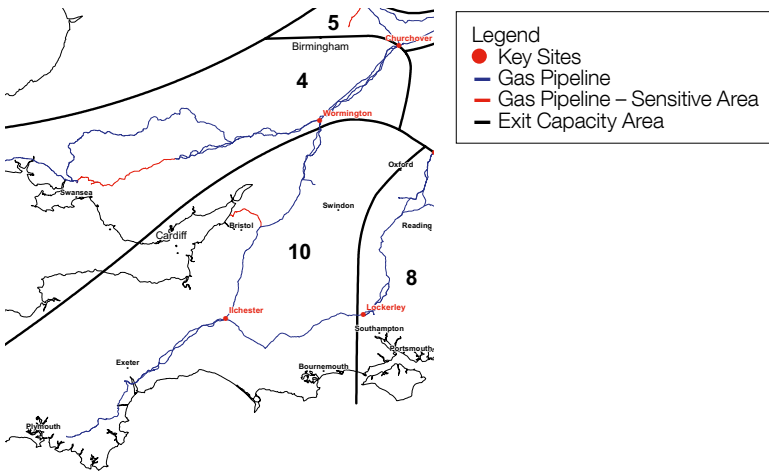 5
Birmingham
Churchover
4
Wormington
Oxford
Swansea
Swindon
Bristol
Reading
Cardiff
10
8
Ilchester
Lockerley
Southampton
Portsmouth
Exeter
Bournemouth
Plymouth
Legend
Key Sites
Gas Pipeline
Gas Pipeline – Sensitive Area
Exit Capacity Area